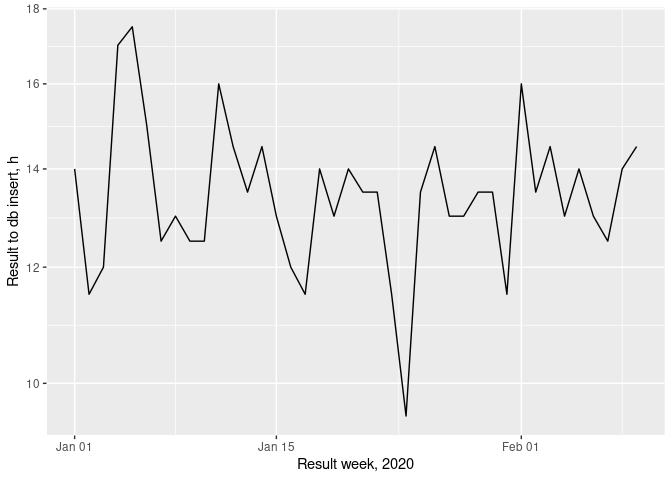 18
16
14
12
10
Result to db insert, h
Jan 01
Jan 15
Feb 01
Result week, 2020